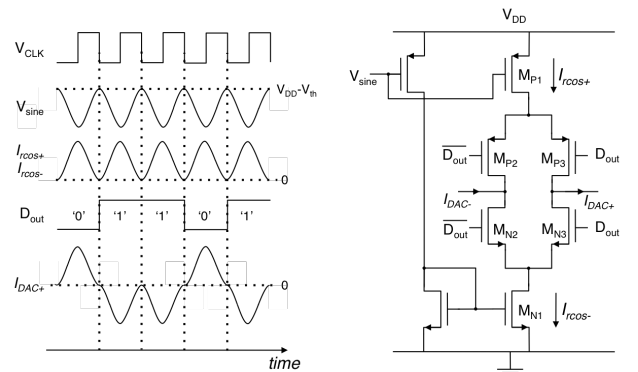 V_CLK
V_sine
V_DD-V_th
I_rcos+
I_rcos-
0
D_out
'0' '1' '1' '0' '1'
I_DAC+
0
time
V_DD
V_sine
M_P1
I_rcos+
D̅_out̅
M_P2
M_P3
D_out
I_DAC-
I_DAC+
D̅_out̅
M_N2
M_N3
D_out
M_N1
I_rcos-